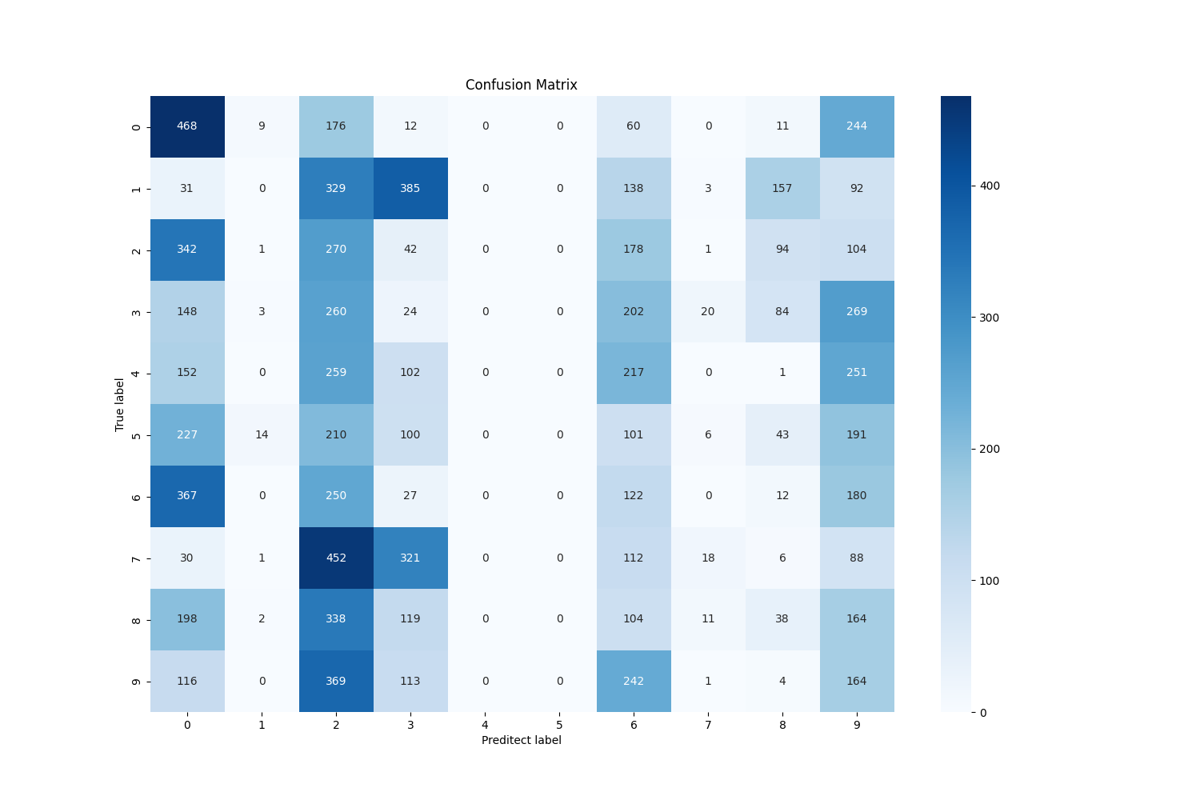 Confusion Matrix
0 468 9 176 12 0 0 60 0 11 244
1 31 0 329 385 0 0 138 3 157 92
2 342 1 270 42 0 0 178 1 94 104
3 148 3 260 24 0 0 202 20 84 269
4 152 0 259 102 0 0 217 0 1 251
5 227 14 210 100 0 0 101 6 43 191
6 367 0 250 27 0 0 122 0 12 180
7 30 1 452 321 0 0 112 18 6 88
8 198 2 338 119 0 0 104 11 38 164
9 116 0 369 113 0 0 242 1 4 164
0 1 2 3 4 5 6 7 8 9
Preditect label
True label
400
300
200
100
0